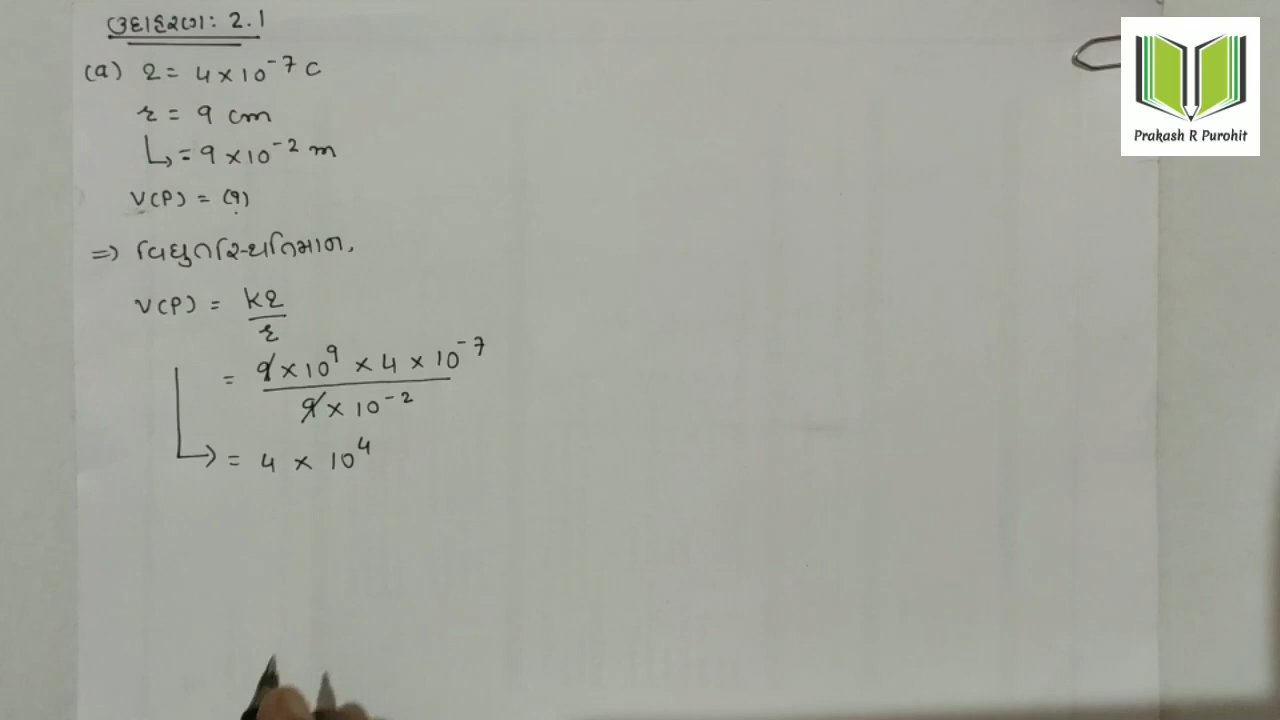 ઉદાહરણ: 2.1
(a) q = 4 × 10⁻⁷ C
r = 9 cm
↳ = 9 × 10⁻² m
V(P) = (?)
⇒ વિદ્યુતસ્થિતિમાન,
V(P) = kq / r
= 9 × 10⁹ × 4 × 10⁻⁷ / 9 × 10⁻²
↳ = 4 × 10⁴
Prakash R Purohit